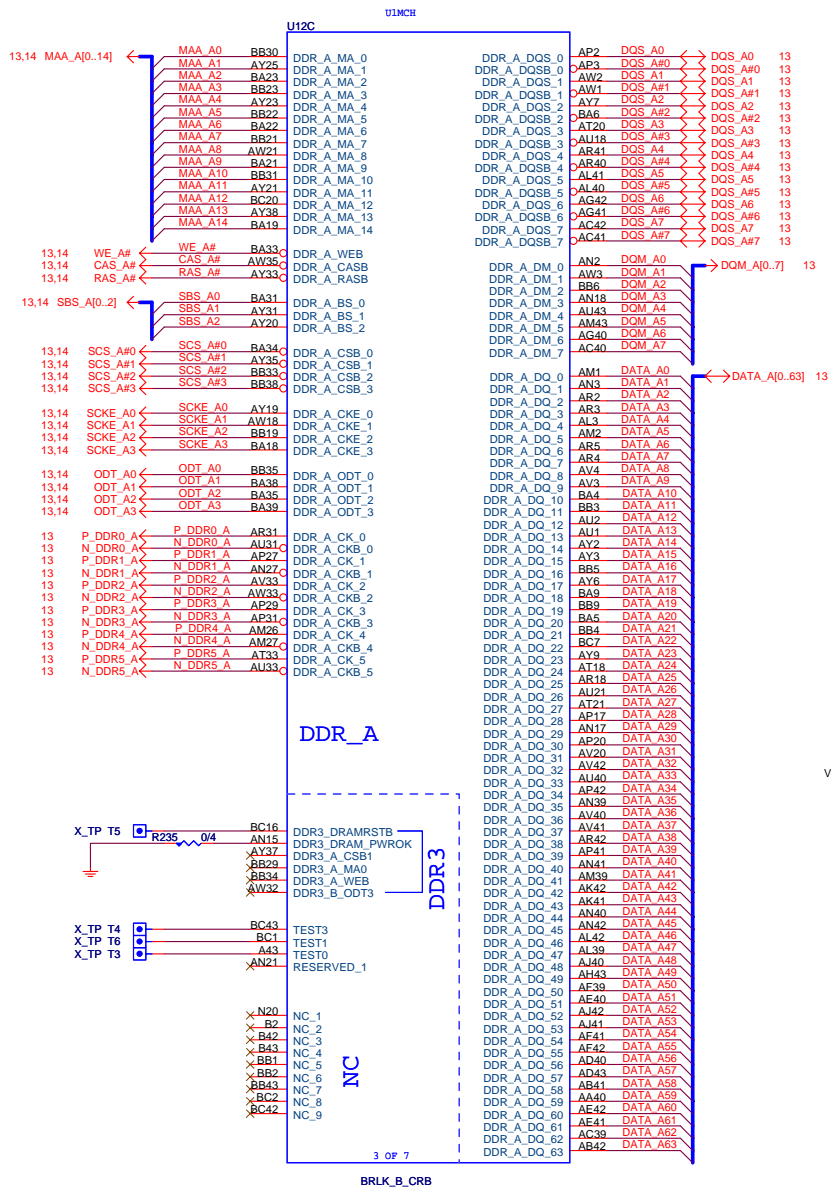 U1MCH
U12C
13,14 MAA_A[0..14]
MAA_A0 BB30 DDR_A_MA_0
MAA_A1 AY25 DDR_A_MA_1
MAA_A2 BA23 DDR_A_MA_2
MAA_A3 BB23 DDR_A_MA_3
MAA_A4 AY23 DDR_A_MA_4
MAA_A5 BB22 DDR_A_MA_5
MAA_A6 BA22 DDR_A_MA_6
MAA_A7 BB21 DDR_A_MA_7
MAA_A8 AW21 DDR_A_MA_8
MAA_A9 BA21 DDR_A_MA_9
MAA_A10 BB31 DDR_A_MA_10
MAA_A11 AY21 DDR_A_MA_11
MAA_A12 BC20 DDR_A_MA_12
MAA_A13 AY38 DDR_A_MA_13
MAA_A14 BA19 DDR_A_MA_14
13,14 WE_A# WE_A# BA33 DDR_A_WEB
13,14 CAS_A# CAS_A# AW35 DDR_A_CASB
13,14 RAS_A# RAS_A# AY33 DDR_A_RASB
13,14 SBS_A[0..2]
SBS_A0 BA31 DDR_A_BS_0
SBS_A1 AY31 DDR_A_BS_1
SBS_A2 AY20 DDR_A_BS_2
13,14 SCS_A#0 SCS_A#0 BA34 DDR_A_CSB_0
13,14 SCS_A#1 SCS_A#1 AY35 DDR_A_CSB_1
13,14 SCS_A#2 SCS_A#2 BB33 DDR_A_CSB_2
13,14 SCS_A#3 SCS_A#3 BB38 DDR_A_CSB_3
13,14 SCKE_A0 SCKE_A0 AY19 DDR_A_CKE_0
13,14 SCKE_A1 SCKE_A1 AW18 DDR_A_CKE_1
13,14 SCKE_A2 SCKE_A2 BB19 DDR_A_CKE_2
13,14 SCKE_A3 SCKE_A3 BA18 DDR_A_CKE_3
13,14 ODT_A0 ODT_A0 BB35 DDR_A_ODT_0
13,14 ODT_A1 ODT_A1 BA38 DDR_A_ODT_1
13,14 ODT_A2 ODT_A2 BA35 DDR_A_ODT_2
13,14 ODT_A3 ODT_A3 BA39 DDR_A_ODT_3
13 P_DDR0_A P_DDR0_A AR31 DDR_A_CK_0
13 N_DDR0_A N_DDR0_A AU31 DDR_A_CKB_0
13 P_DDR1_A P_DDR1_A AP27 DDR_A_CK_1
13 N_DDR1_A N_DDR1_A AN27 DDR_A_CKB_1
13 P_DDR2_A P_DDR2_A AV33 DDR_A_CK_2
13 N_DDR2_A N_DDR2_A AW33 DDR_A_CKB_2
13 P_DDR3_A P_DDR3_A AP29 DDR_A_CK_3
13 N_DDR3_A N_DDR3_A AP31 DDR_A_CKB_3
13 P_DDR4_A P_DDR4_A AM26 DDR_A_CK_4
13 N_DDR4_A N_DDR4_A AM27 DDR_A_CKB_4
13 P_DDR5_A P_DDR5_A AT33 DDR_A_CK_5
13 N_DDR5_A N_DDR5_A AU33 DDR_A_CKB_5
DDR_A
X_TP T5 BC16 DDR3_DRAMRSTB
R235 0/4 AN15 DDR3_DRAM_PWROK
AY37 DDR3_A_CSB1
BB29 DDR3_A_MA0
BB34 DDR3_A_WEB
AW32 DDR3_B_ODT3
DDR3
X_TP T4 BC43 TEST3
X_TP T6 BC1 TEST1
X_TP T3 A43 TEST0
AN21 RESERVED_1
N20 NC_1
B2 NC_2
B42 NC_3
B43 NC_4
BB1 NC_5
BB2 NC_6
BB43 NC_7
BC2 NC_8
BC42 NC_9
NC
DDR_A_DQS_0 AP2 DQS_A0 DQS_A0 13
DDR_A_DQSB_0 AP3 DQS_A#0 DQS_A#0 13
DDR_A_DQS_1 AW2 DQS_A1 DQS_A1 13
DDR_A_DQSB_1 AW1 DQS_A#1 DQS_A#1 13
DDR_A_DQS_2 AY7 DQS_A2 DQS_A2 13
DDR_A_DQSB_2 BA6 DQS_A#2 DQS_A#2 13
DDR_A_DQS_3 AT20 DQS_A3 DQS_A3 13
DDR_A_DQSB_3 AU18 DQS_A#3 DQS_A#3 13
DDR_A_DQS_4 AR41 DQS_A4 DQS_A4 13
DDR_A_DQSB_4 AR40 DQS_A#4 DQS_A#4 13
DDR_A_DQS_5 AL41 DQS_A5 DQS_A5 13
DDR_A_DQSB_5 AL40 DQS_A#5 DQS_A#5 13
DDR_A_DQS_6 AG42 DQS_A6 DQS_A6 13
DDR_A_DQSB_6 AG41 DQS_A#6 DQS_A#6 13
DDR_A_DQS_7 AC42 DQS_A7 DQS_A7 13
DDR_A_DQSB_7 AC41 DQS_A#7 DQS_A#7 13
DQM_A[0..7] 13
DDR_A_DM_0 AN2 DQM_A0
DDR_A_DM_1 AW3 DQM_A1
DDR_A_DM_2 BB6 DQM_A2
DDR_A_DM_3 AN18 DQM_A3
DDR_A_DM_4 AU43 DQM_A4
DDR_A_DM_5 AM43 DQM_A5
DDR_A_DM_6 AG40 DQM_A6
DDR_A_DM_7 AC40 DQM_A7
DATA_A[0..63] 13
DDR_A_DQ_0 AM1 DATA_A0
DDR_A_DQ_1 AN3 DATA_A1
DDR_A_DQ_2 AR2 DATA_A2
DDR_A_DQ_3 AR3 DATA_A3
DDR_A_DQ_4 AL3 DATA_A4
DDR_A_DQ_5 AM2 DATA_A5
DDR_A_DQ_6 AR5 DATA_A6
DDR_A_DQ_7 AR4 DATA_A7
DDR_A_DQ_8 AV4 DATA_A8
DDR_A_DQ_9 AV3 DATA_A9
DDR_A_DQ_10 BA4 DATA_A10
DDR_A_DQ_11 BB3 DATA_A11
DDR_A_DQ_12 AU2 DATA_A12
DDR_A_DQ_13 AU1 DATA_A13
DDR_A_DQ_14 AY2 DATA_A14
DDR_A_DQ_15 AY3 DATA_A15
DDR_A_DQ_16 BB5 DATA_A16
DDR_A_DQ_17 AY6 DATA_A17
DDR_A_DQ_18 BA9 DATA_A18
DDR_A_DQ_19 BB9 DATA_A19
DDR_A_DQ_20 BA5 DATA_A20
DDR_A_DQ_21 BB4 DATA_A21
DDR_A_DQ_22 BC7 DATA_A22
DDR_A_DQ_23 AY9 DATA_A23
DDR_A_DQ_24 AT18 DATA_A24
DDR_A_DQ_25 AR18 DATA_A25
DDR_A_DQ_26 AU21 DATA_A26
DDR_A_DQ_27 AT21 DATA_A27
DDR_A_DQ_28 AP17 DATA_A28
DDR_A_DQ_29 AN17 DATA_A29
DDR_A_DQ_30 AP20 DATA_A30
DDR_A_DQ_31 AV20 DATA_A31
DDR_A_DQ_32 AV42 DATA_A32
DDR_A_DQ_33 AU40 DATA_A33
DDR_A_DQ_34 AP42 DATA_A34
DDR_A_DQ_35 AN39 DATA_A35
DDR_A_DQ_36 AV40 DATA_A36
DDR_A_DQ_37 AV41 DATA_A37
DDR_A_DQ_38 AR42 DATA_A38
DDR_A_DQ_39 AP41 DATA_A39
DDR_A_DQ_40 AN41 DATA_A40
DDR_A_DQ_41 AM39 DATA_A41
DDR_A_DQ_42 AK42 DATA_A42
DDR_A_DQ_43 AK41 DATA_A43
DDR_A_DQ_44 AN40 DATA_A44
DDR_A_DQ_45 AN42 DATA_A45
DDR_A_DQ_46 AL42 DATA_A46
DDR_A_DQ_47 AL39 DATA_A47
DDR_A_DQ_48 AJ40 DATA_A48
DDR_A_DQ_49 AH43 DATA_A49
DDR_A_DQ_50 AF39 DATA_A50
DDR_A_DQ_51 AE40 DATA_A51
DDR_A_DQ_52 AJ42 DATA_A52
DDR_A_DQ_53 AJ41 DATA_A53
DDR_A_DQ_54 AF41 DATA_A54
DDR_A_DQ_55 AF42 DATA_A55
DDR_A_DQ_56 AD40 DATA_A56
DDR_A_DQ_57 AD43 DATA_A57
DDR_A_DQ_58 AB41 DATA_A58
DDR_A_DQ_59 AA40 DATA_A59
DDR_A_DQ_60 AE42 DATA_A60
DDR_A_DQ_61 AE41 DATA_A61
DDR_A_DQ_62 AC39 DATA_A62
DDR_A_DQ_63 AB42 DATA_A63
V
3 OF 7
BRLK_B_CRB